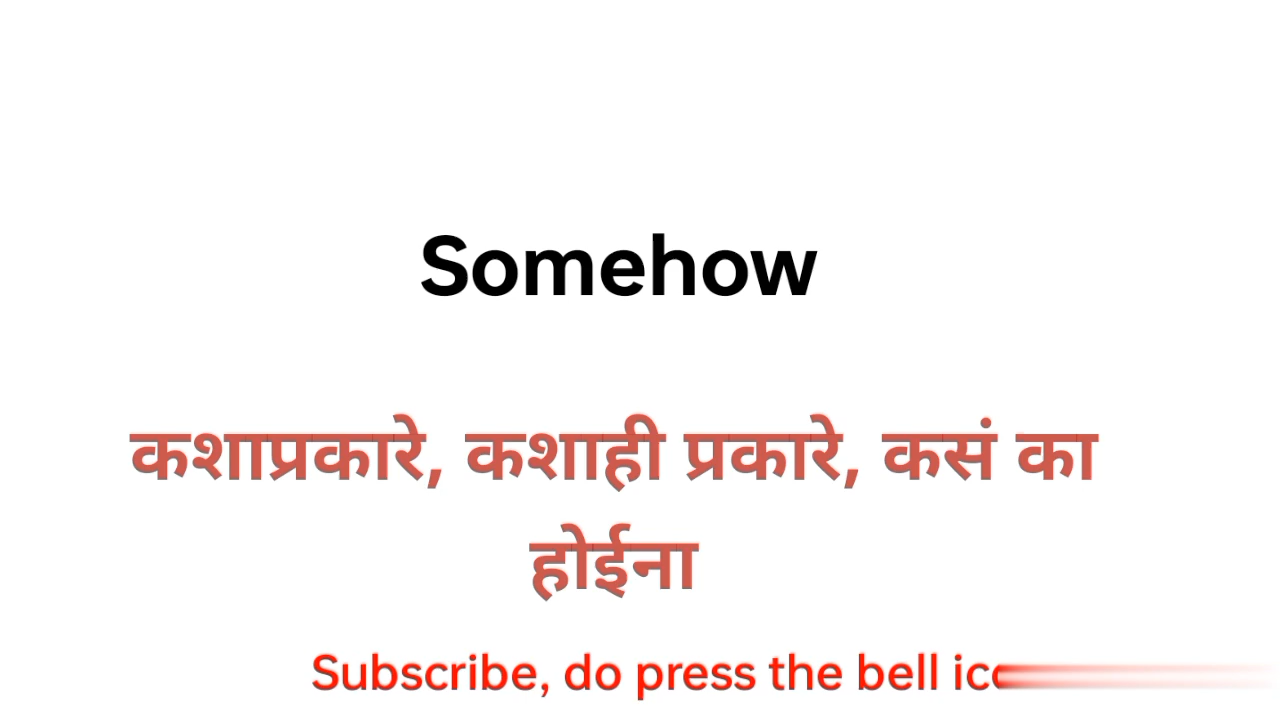 Somehow
कशाप्रकारे, कशाही प्रकारे, कसं का
होईना
Subscribe, do press the bell